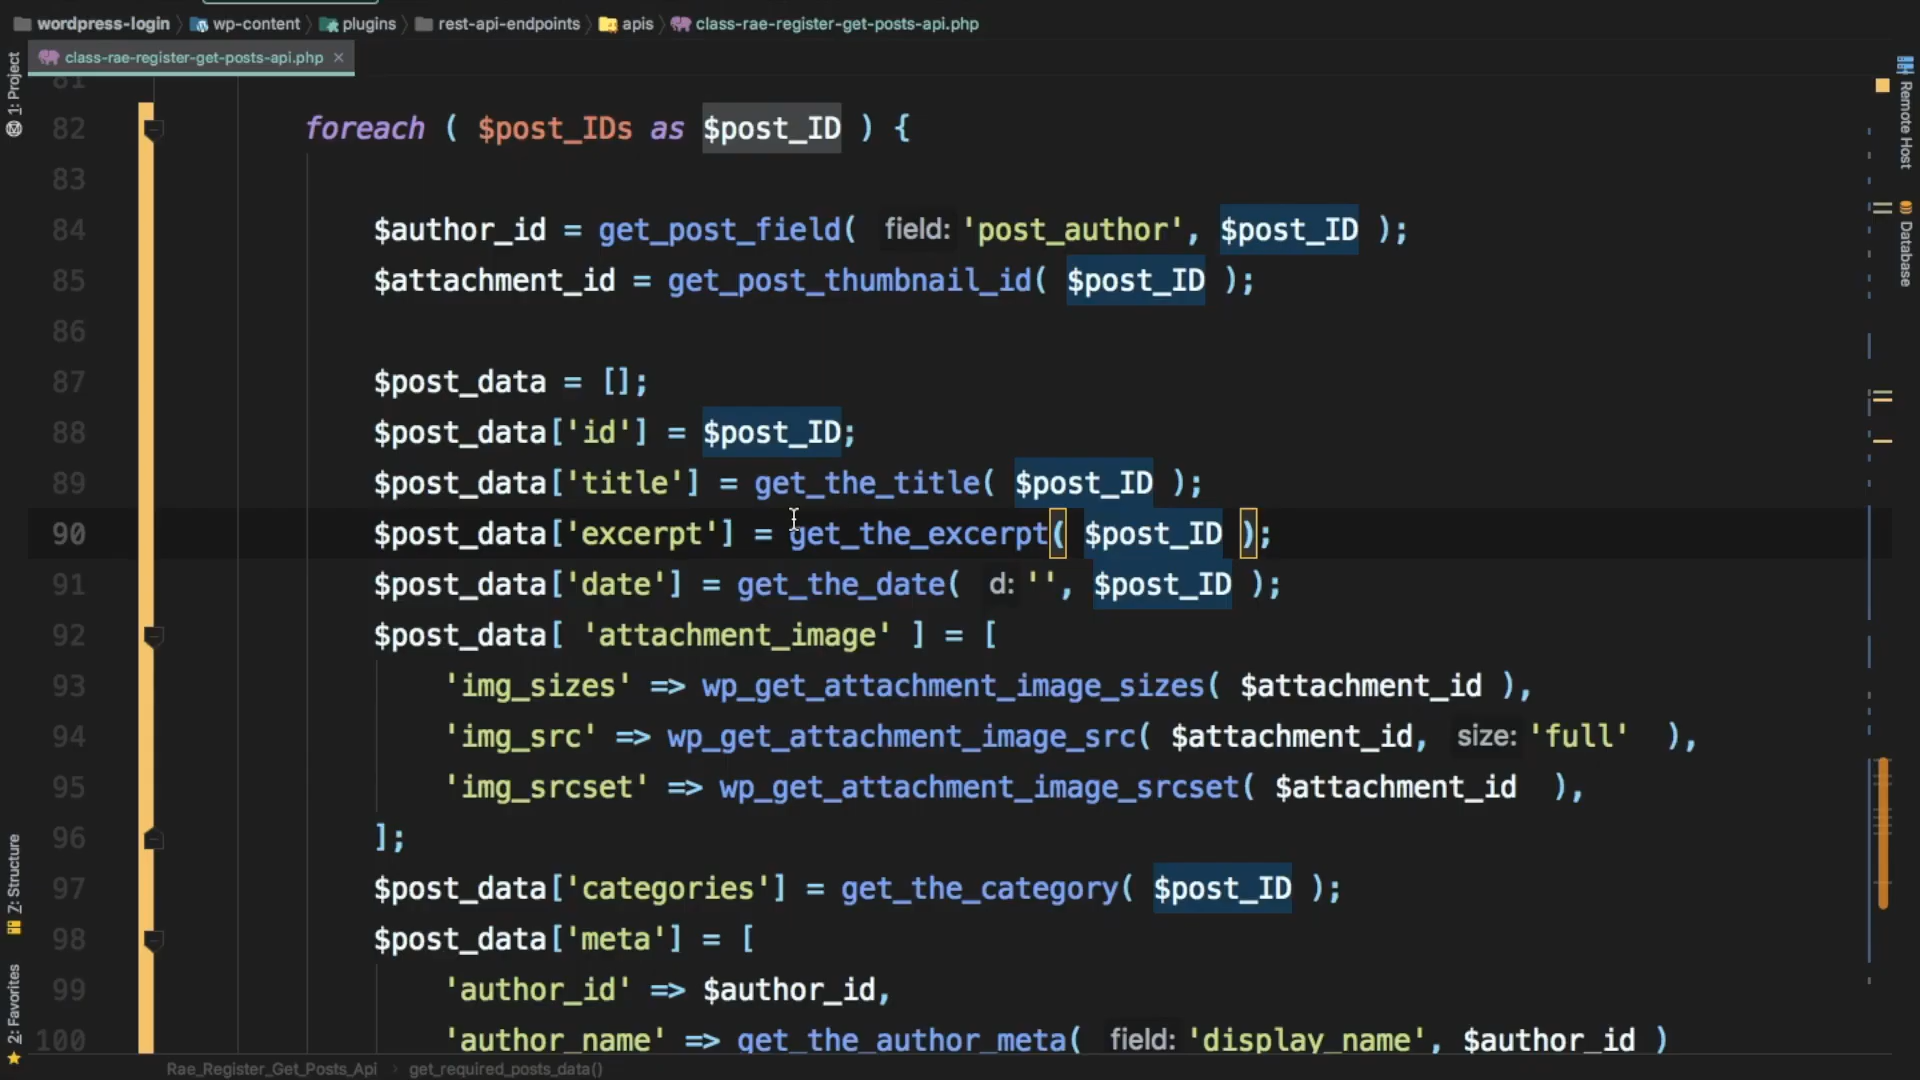 wordpress-login wp-content plugins rest-api-endpoints apis class-rae-register-get-posts-api.php
class-rae-register-get-posts-api.php
1: Project
Z: Structure
2: Favorites
Remote Host
Database
81
82 foreach ( $post_IDs as $post_ID ) {
83
84 $author_id = get_post_field( field: 'post_author', $post_ID );
85 $attachment_id = get_post_thumbnail_id( $post_ID );
86
87 $post_data = [];
88 $post_data['id'] = $post_ID;
89 $post_data['title'] = get_the_title( $post_ID );
90 $post_data['excerpt'] = get_the_excerpt( $post_ID );
91 $post_data['date'] = get_the_date( d: '', $post_ID );
92 $post_data[ 'attachment_image' ] = [
93 'img_sizes' => wp_get_attachment_image_sizes( $attachment_id ),
94 'img_src' => wp_get_attachment_image_src( $attachment_id, size: 'full' ),
95 'img_srcset' => wp_get_attachment_image_srcset( $attachment_id ),
96 ];
97 $post_data['categories'] = get_the_category( $post_ID );
98 $post_data['meta'] = [
99 'author_id' => $author_id,
100 'author_name' => get_the_author_meta( field: 'display_name', $author_id )
Rae_Register_Get_Posts_Api get_required_posts_data()